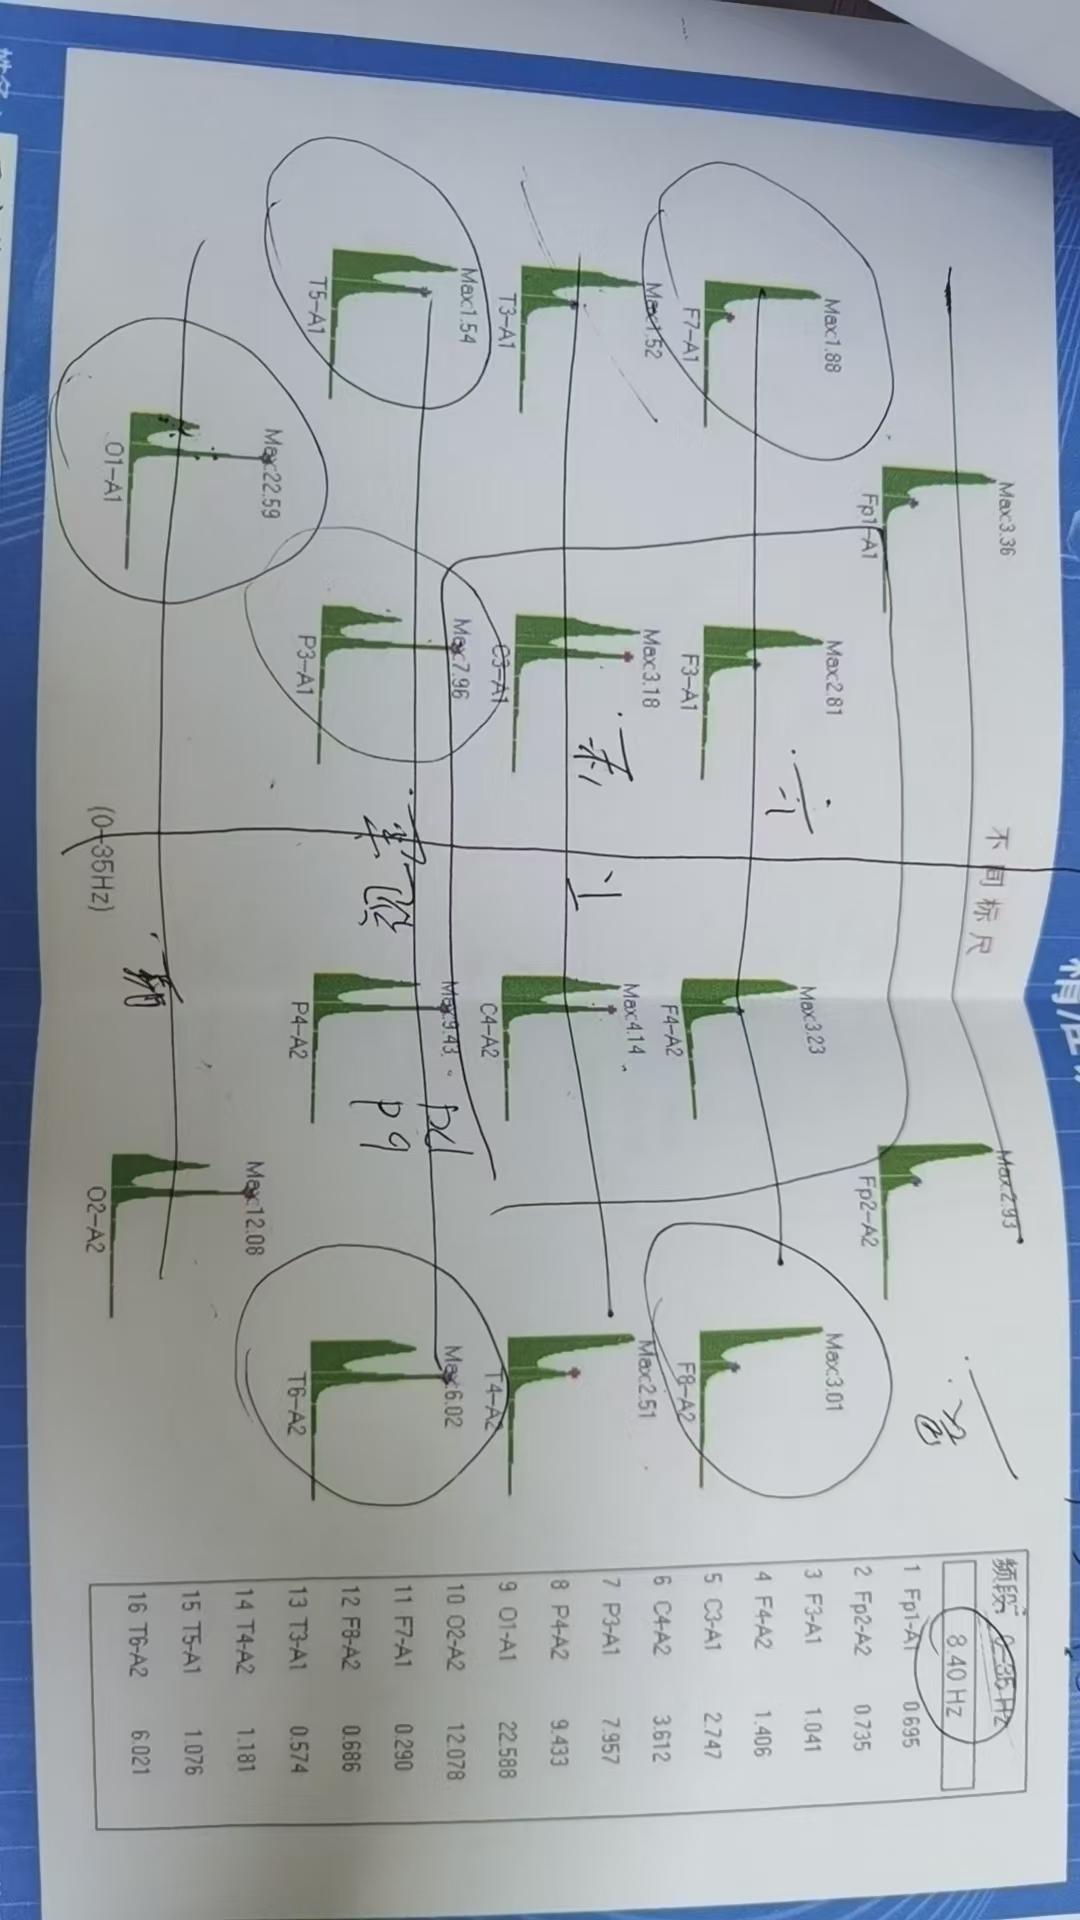 不同标尺
Max3.36
Fp1-A1
Max2.93
Fp2-A2
Max1.88
F7-A1
Max2.81
F3-A1
Max3.23
F4-A2
Max3.01
F8-A2
Max1.52
T3-A1
Max3.18
C3-A1
Max4.14
C4-A2
Max2.51
T4-A2
Max1.54
T5-A1
Max7.96
P3-A1
Max9.43
P4-A2
Max6.02
T6-A2
Max22.59
O1-A1
Max12.08
O2-A2
(0-35Hz)
频段: 0-35 Hz
8.40 Hz
1 Fp1-A1 0.695
2 Fp2-A2 0.735
3 F3-A1 1.041
4 F4-A2 1.406
5 C3-A1 2.747
6 C4-A2 3.612
7 P3-A1 7.957
8 P4-A2 9.433
9 O1-A1 22.588
10 O2-A2 12.078
11 F7-A1 0.290
12 F8-A2 0.686
13 T3-A1 0.574
14 T4-A2 1.181
15 T5-A1 1.076
16 T6-A2 6.021